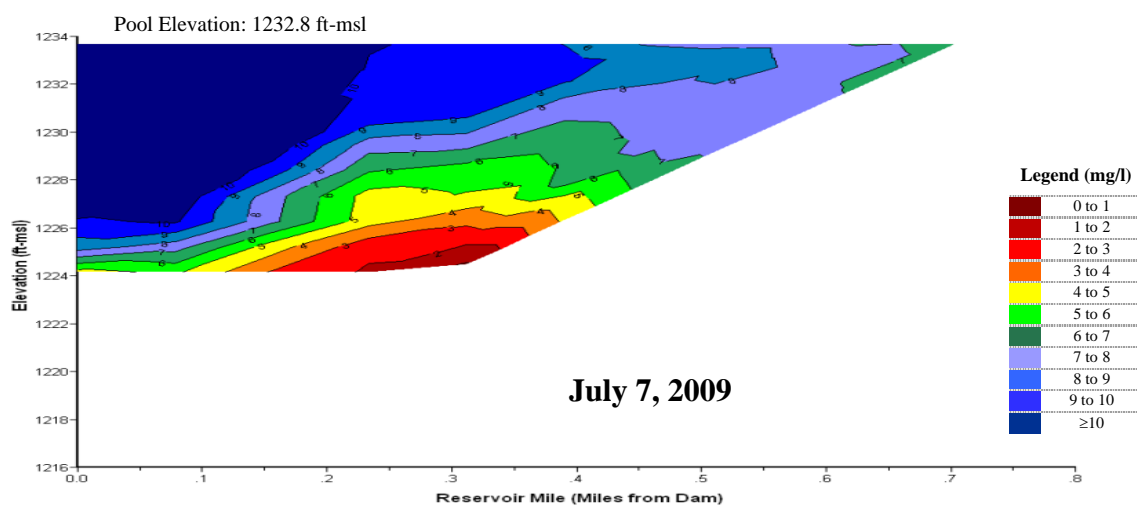 Pool Elevation: 1232.8 ft-msl
1234
1232
1230
1228
1226
1224
1222
1220
1218
1216
Elevation (ft-msl)
0.0 .1 .2 .3 .4 .5 .6 .7 .8
Reservoir Mile (Miles from Dam)
July 7, 2009
Legend (mg/l)
0 to 1
1 to 2
2 to 3
3 to 4
4 to 5
5 to 6
6 to 7
7 to 8
8 to 9
9 to 10
≥10